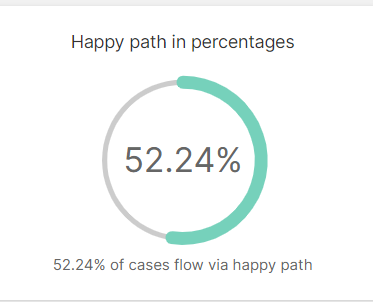 Happy path in percentages
52.24%
52.24% of cases flow via happy path